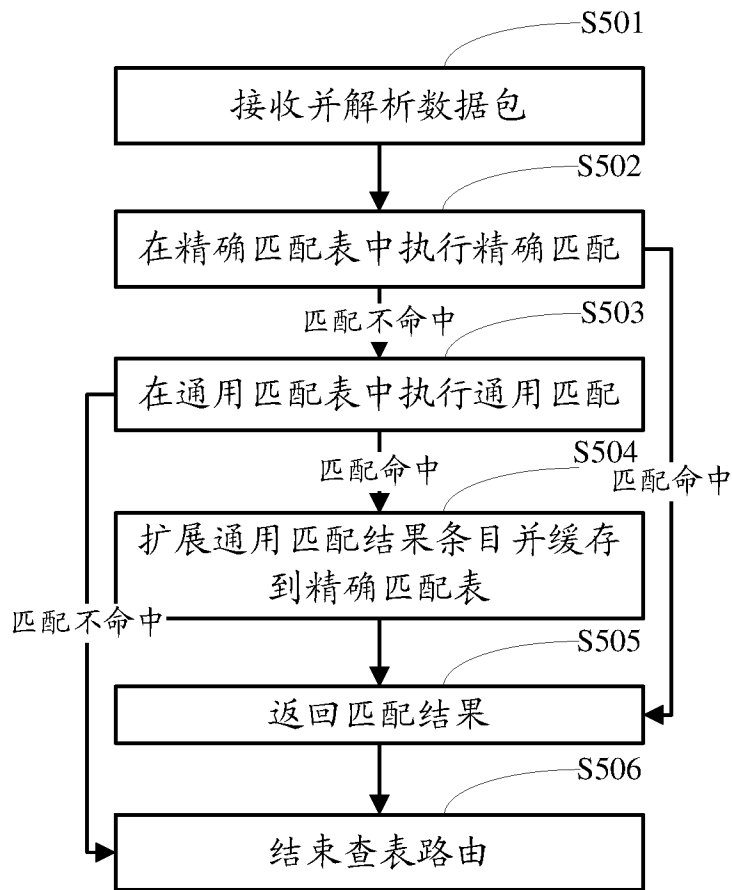 S501
接收并解析数据包
S502
在精确匹配表中执行精确匹配
匹配不命中
S503
在通用匹配表中执行通用匹配
匹配命中
S504
匹配命中
扩展通用匹配结果条目并缓存
到精确匹配表
匹配不命中
S505
返回匹配结果
S506
结束查表路由